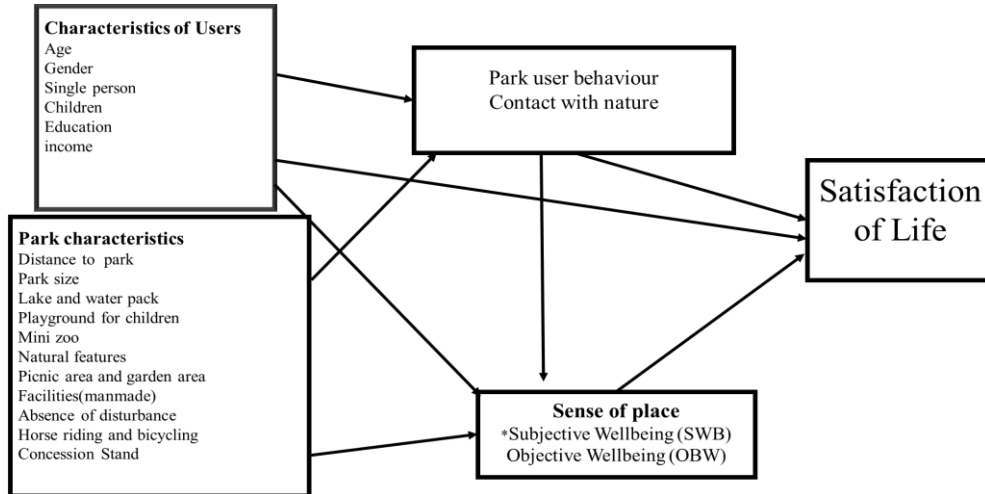 Characteristics of Users
Age
Gender
Single person
Children
Education
income
Park user behaviour
Contact with nature
Satisfaction
of Life
Park characteristics
Distance to park
Park size
Lake and water pack
Playground for children
Mini zoo
Natural features
Picnic area and garden area
Facilities(manmade)
Absence of disturbance
Horse riding and bicycling
Concession Stand
Sense of place
*Subjective Wellbeing (SWB)
Objective Wellbeing (OBW)